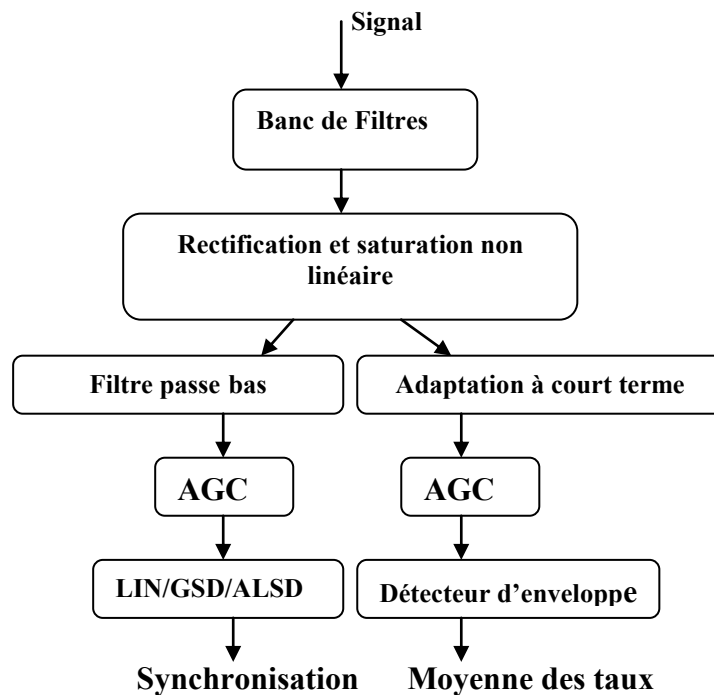 Signal
Banc de Filtres
Rectification et saturation non
linéaire
Filtre passe bas
Adaptation à court terme
AGC
AGC
LIN/GSD/ALSD
Détecteur d’enveloppe
Synchronisation
Moyenne des taux